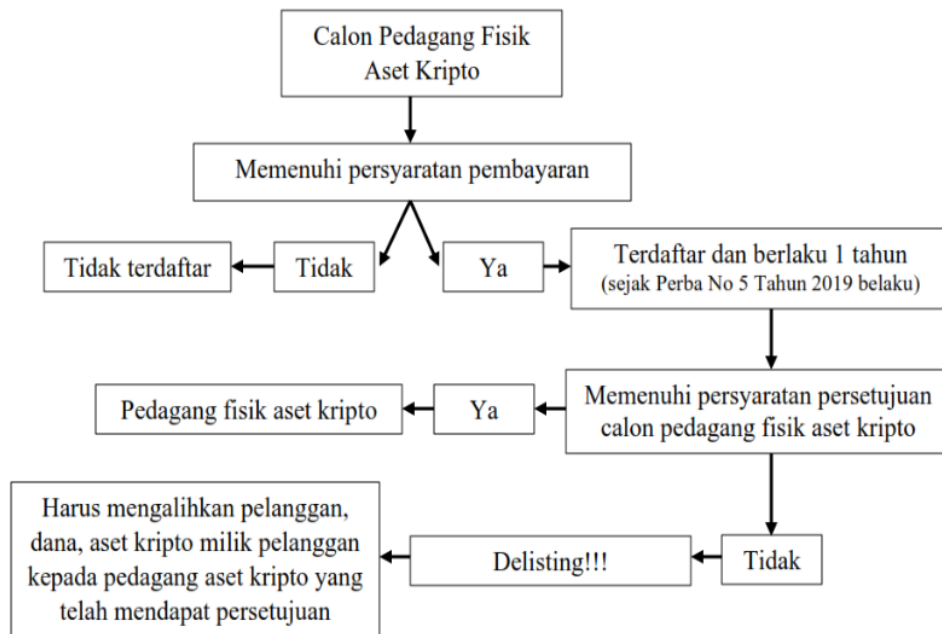 Calon Pedagang Fisik
Aset Kripto
Memenuhi persyaratan pembayaran
Tidak terdaftar
Tidak
Ya
Terdaftar dan berlaku 1 tahun
(sejak Perba No 5 Tahun 2019 belaku)
Pedagang fisik aset kripto
Ya
Memenuhi persyaratan persetujuan
calon pedagang fisik aset kripto
Harus mengalihkan pelanggan,
dana, aset kripto milik pelanggan
kepada pedagang aset kripto yang
telah mendapat persetujuan
Delisting!!!
Tidak